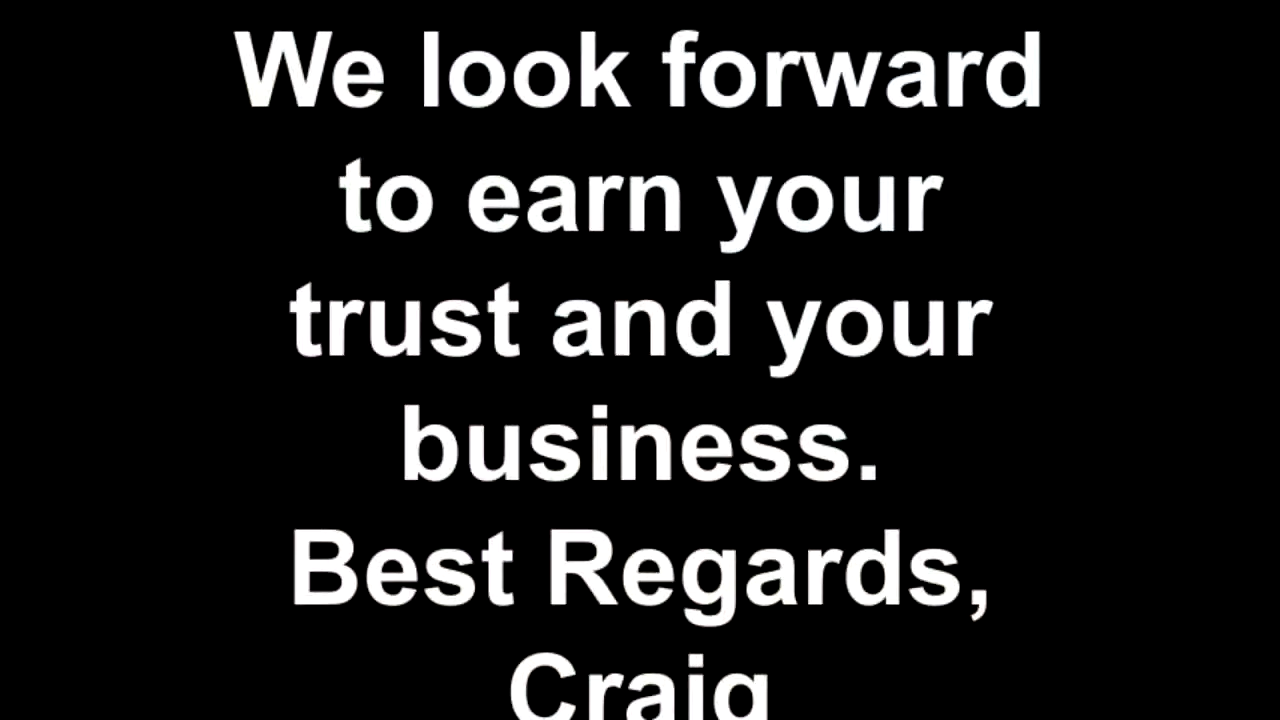 We look forward
to earn your
trust and your
business.
Best Regards,
Craig